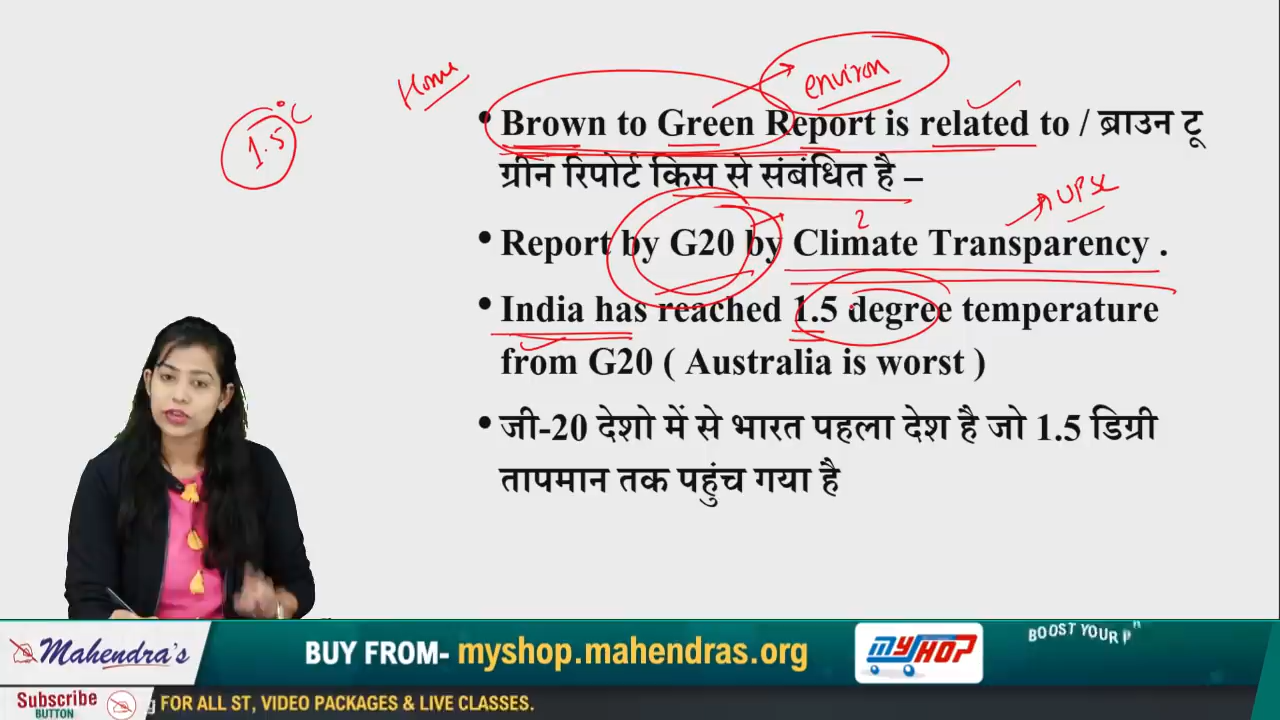 Home
environ
1.5°C
• Brown to Green Report is related to / ब्राउन टू
ग्रीन रिपोर्ट किस से संबंधित है –
UPSC
2
• Report by G20 by Climate Transparency .
• India has reached 1.5 degree temperature
from G20 ( Australia is worst )
• जी-20 देशो में से भारत पहला देश है जो 1.5 डिग्री
तापमान तक पहुंच गया है
Mahendra's
BUY FROM- myshop.mahendras.org
MY SHOP
BOOST YOUR P
Subscribe
BUTTON
g FOR ALL ST, VIDEO PACKAGES & LIVE CLASSES.